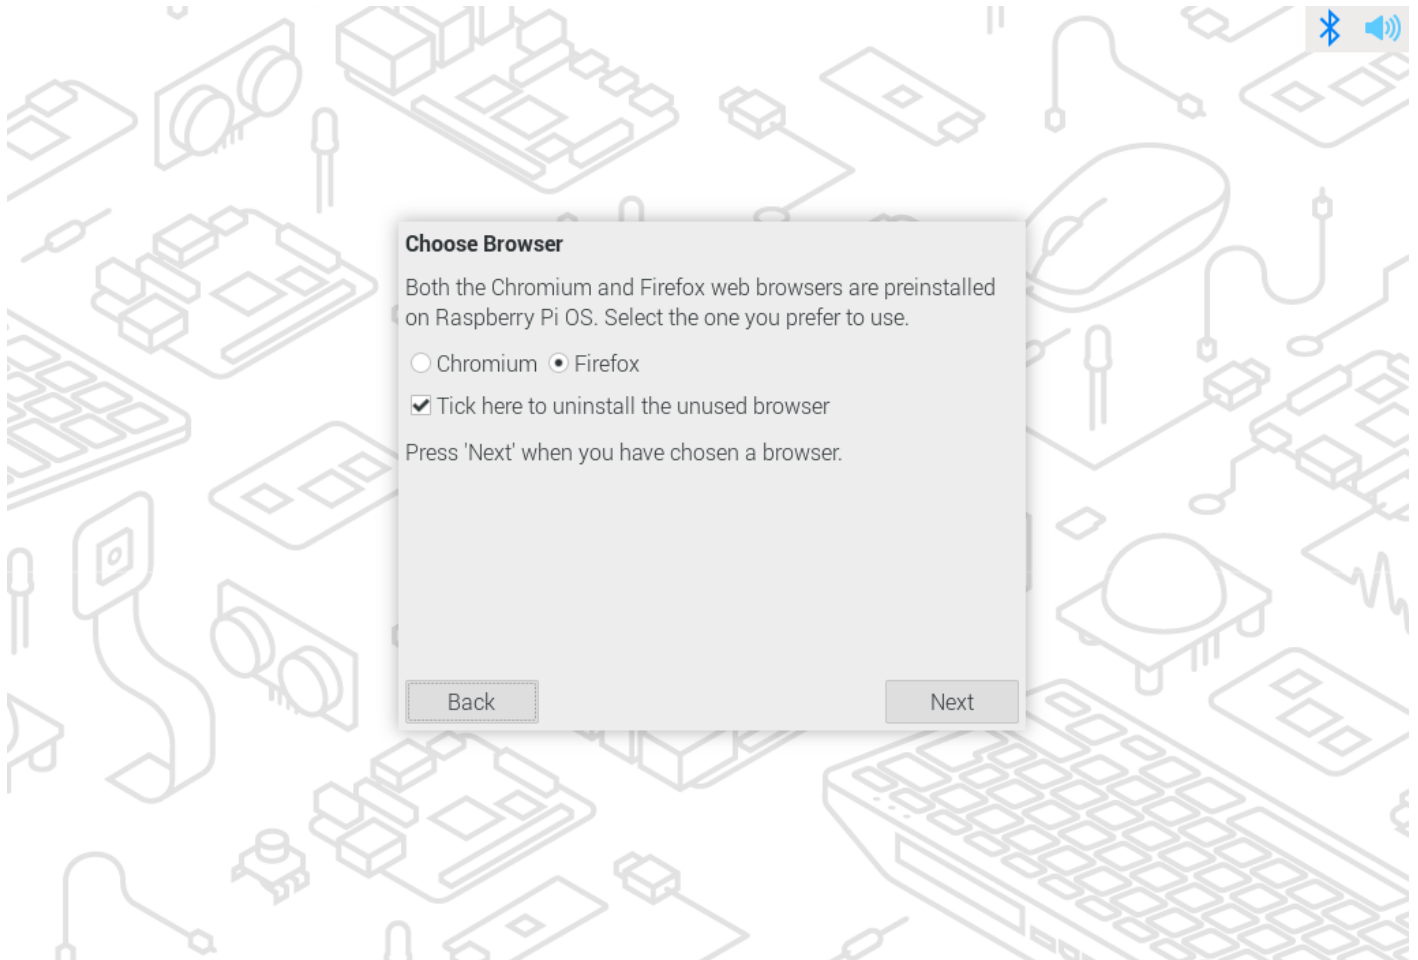 Choose Browser
Both the Chromium and Firefox web browsers are preinstalled
on Raspberry Pi OS. Select the one you prefer to use.
Chromium Firefox
Tick here to uninstall the unused browser
Press 'Next' when you have chosen a browser.
Back Next